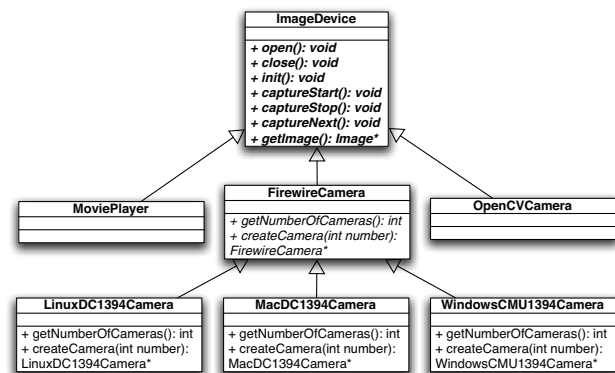 ImageDevice
+ open(): void
+ close(): void
+ init(): void
+ captureStart(): void
+ captureStop(): void
+ captureNext(): void
+ getImage(): Image*
MoviePlayer
FirewireCamera
+ getNumberOfCameras(): int
+ createCamera(int number):
FirewireCamera*
OpenCVCamera
LinuxDC1394Camera
+ getNumberOfCameras(): int
+ createCamera(int number):
LinuxDC1394Camera*
MacDC1394Camera
+ getNumberOfCameras(): int
+ createCamera(int number):
MacDC1394Camera*
WindowsCMU1394Camera
+ getNumberOfCameras(): int
+ createCamera(int number):
WindowsCMU1394Camera*